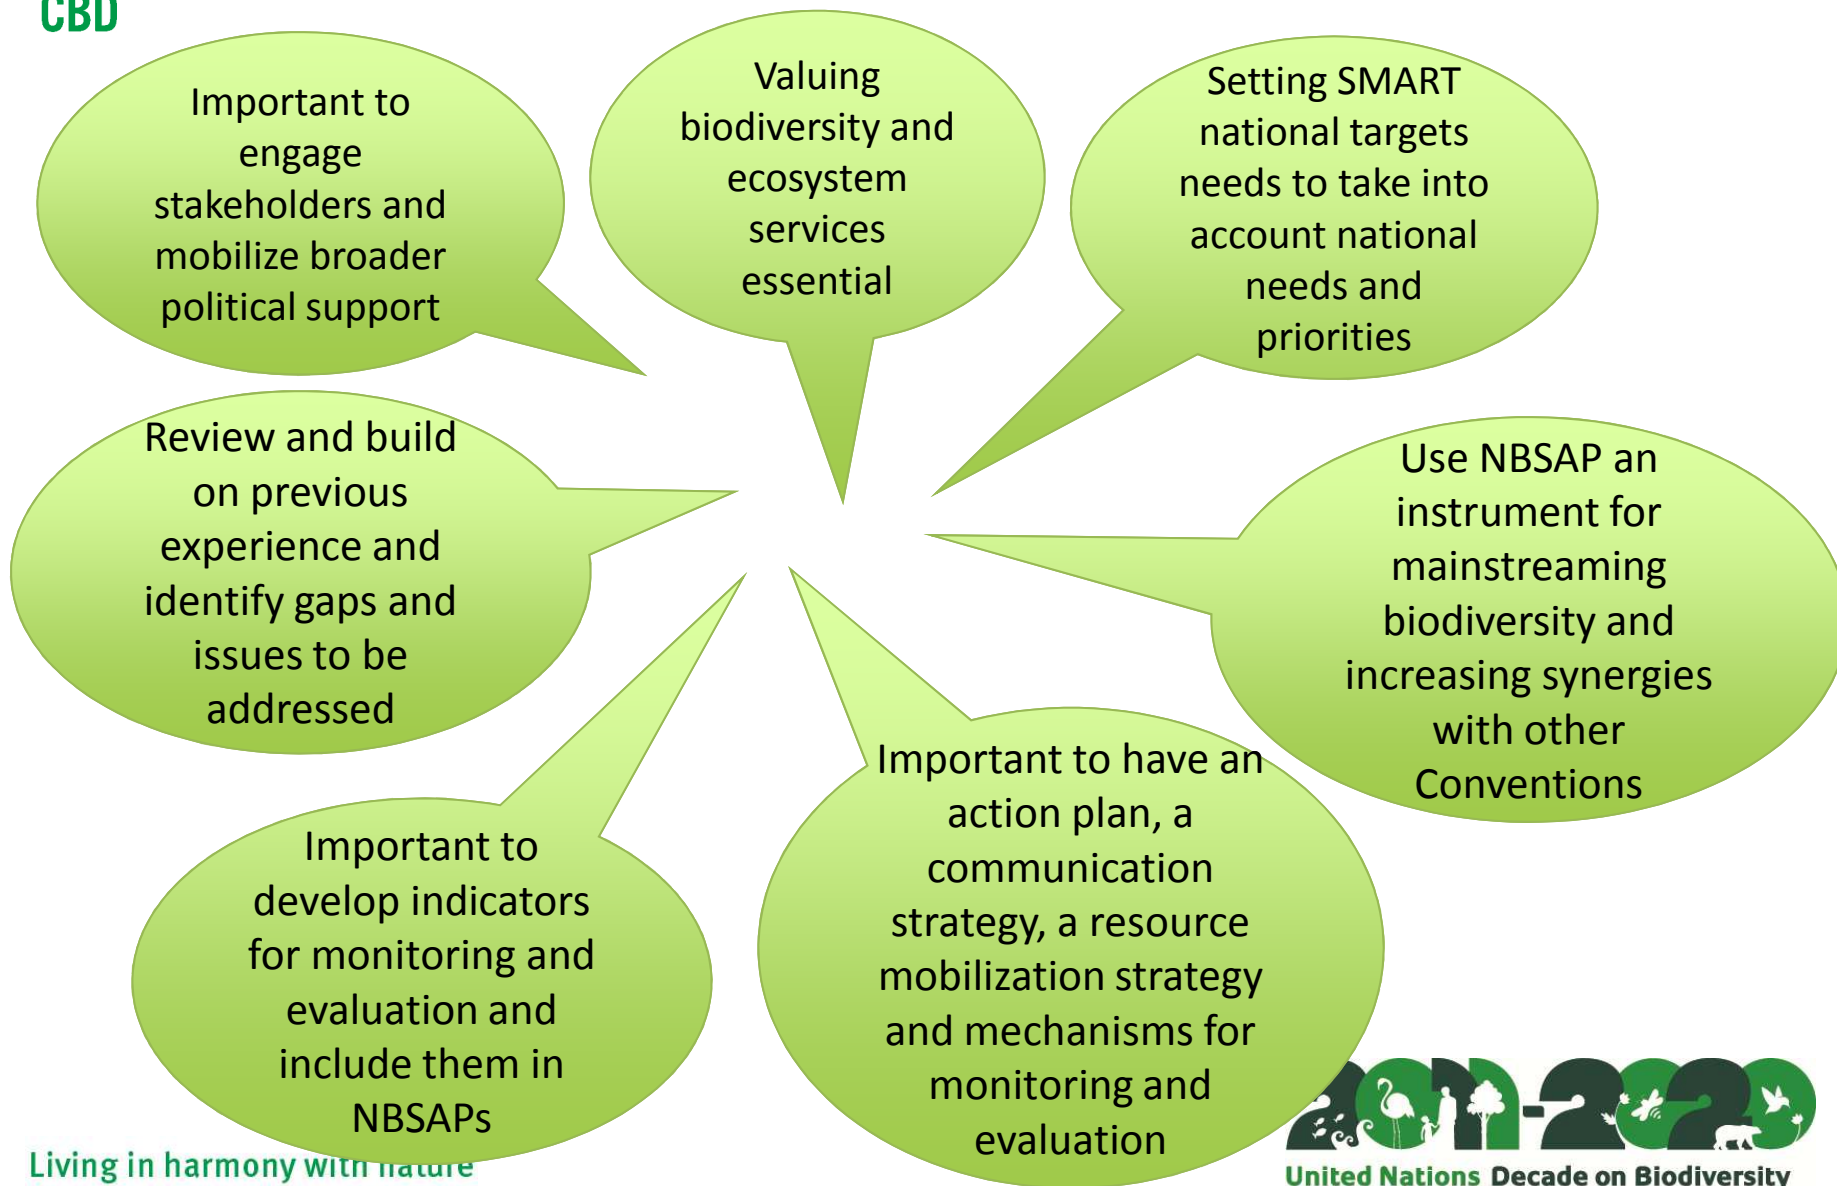 CBD
Important to
engage
stakeholders and
mobilize broader
political support
Valuing
biodiversity and
ecosystem
services
essential
Setting SMART
national targets
needs to take into
account national
needs and
priorities
Review and build
on previous
experience and
identify gaps and
issues to be
addressed
Use NBSAP an
instrument for
mainstreaming
biodiversity and
increasing synergies
with other
Conventions
Important to
develop indicators
for monitoring and
evaluation and
include them in
NBSAPs
Important to have an
action plan, a
communication
strategy, a resource
mobilization strategy
and mechanisms for
monitoring and
evaluation
Living in harmony with nature
2011-2020
United Nations Decade on Biodiversity